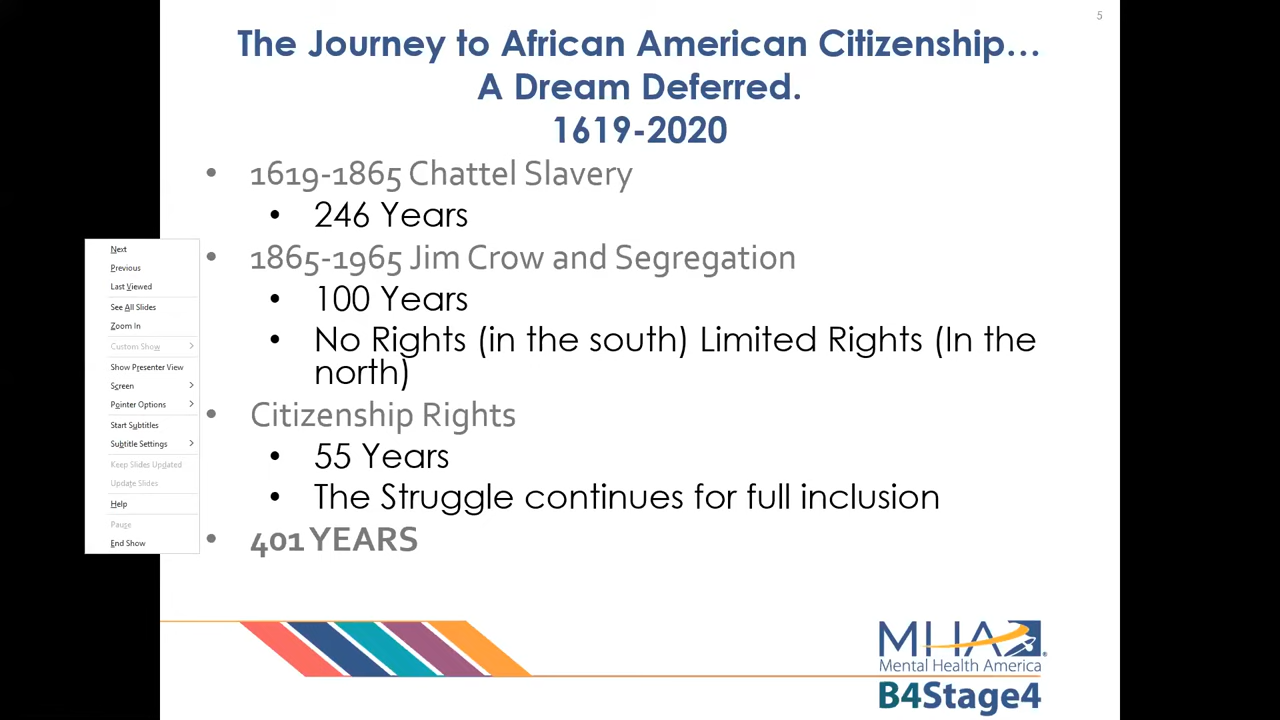 5
The Journey to African American Citizenship...
A Dream Deferred.
1619-2020
• 1619-1865 Chattel Slavery
• 246 Years
• 1865-1965 Jim Crow and Segregation
• 100 Years
• No Rights (in the south) Limited Rights (In the
north)
• Citizenship Rights
• 55 Years
• The Struggle continues for full inclusion
• 401 YEARS
Next
Previous
Last Viewed
See All Slides
Zoom In
Custom Show >
Show Presenter View
Screen >
Pointer Options >
Start Subtitles
Subtitle Settings >
Keep Slides Updated
Update Slides
Help
Pause
End Show
MHA®
Mental Health America
B4Stage4